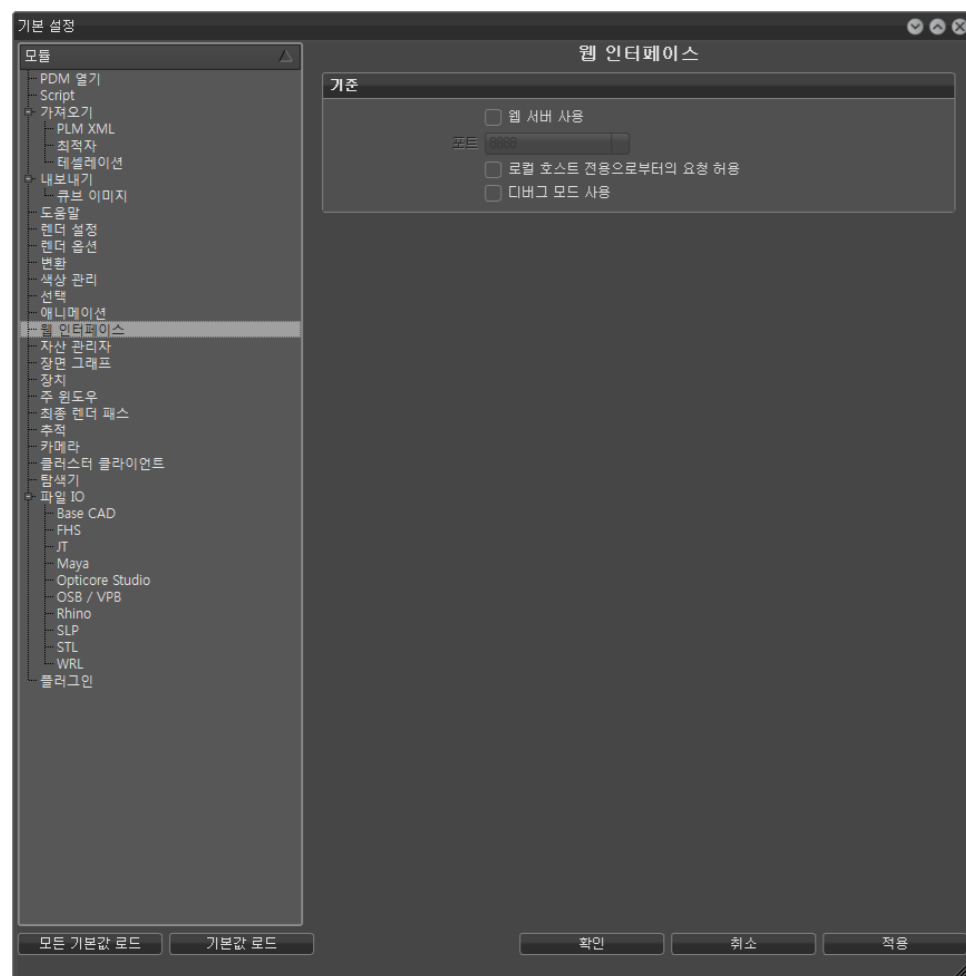 기본 설정
모듈
PDM 열기
Script
가져오기
PLM XML
최적자
테셀레이션
내보내기
큐브 이미지
도움말
렌더 설정
렌더 옵션
변환
색상 관리
선택
애니메이션
웹 인터페이스
자산 관리자
장면 그래프
장치
주 윈도우
최종 렌더 패스
추적
카메라
클러스터 클라이언트
탐색기
파일 IO
Base CAD
FHS
JT
Maya
Opticore Studio
OSB / VPB
Rhino
SLP
STL
WRL
플러그인
웹 인터페이스
기준
웹 서버 사용
포트 8888
로컬 호스트 전용으로부터의 요청 허용
디버그 모드 사용
모든 기본값 로드 기본값 로드 확인 취소 적용